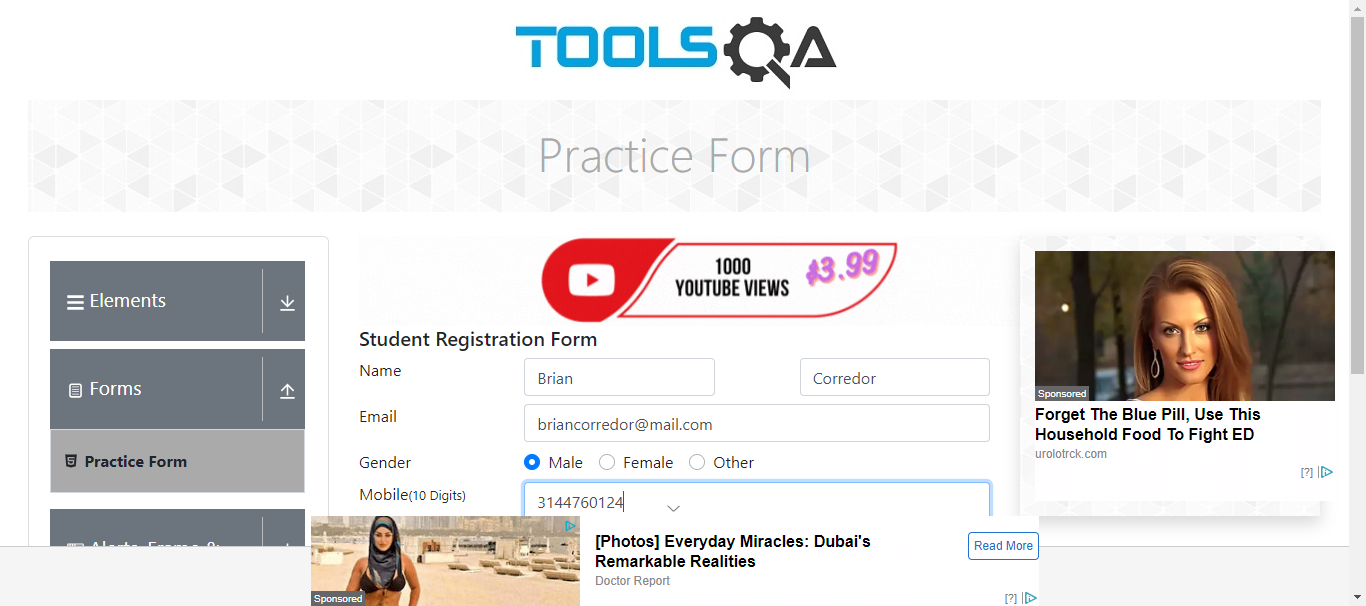 TOOLSQA
Practice Form
Elements
Forms
Practice Form
1000
YOUTUBE VIEWS
$3.99
Student Registration Form
Name
Brian
Corredor
Email
briancorredor@mail.com
Gender
Male
Female
Other
Mobile(10 Digits)
3144760124
Sponsored
Forget The Blue Pill, Use This
Household Food To Fight ED
urolotrck.com
[?]
Sponsored
[Photos] Everyday Miracles: Dubai's
Remarkable Realities
Doctor Report
Read More
[?]